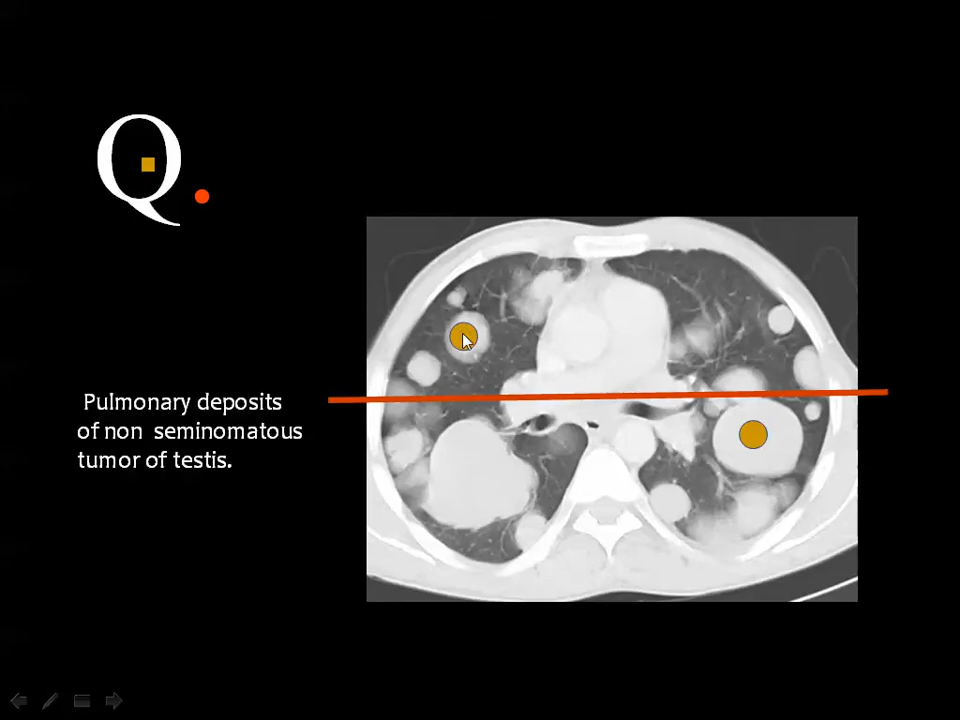 Q.
Pulmonary deposits
of non seminomatous
tumor of testis.